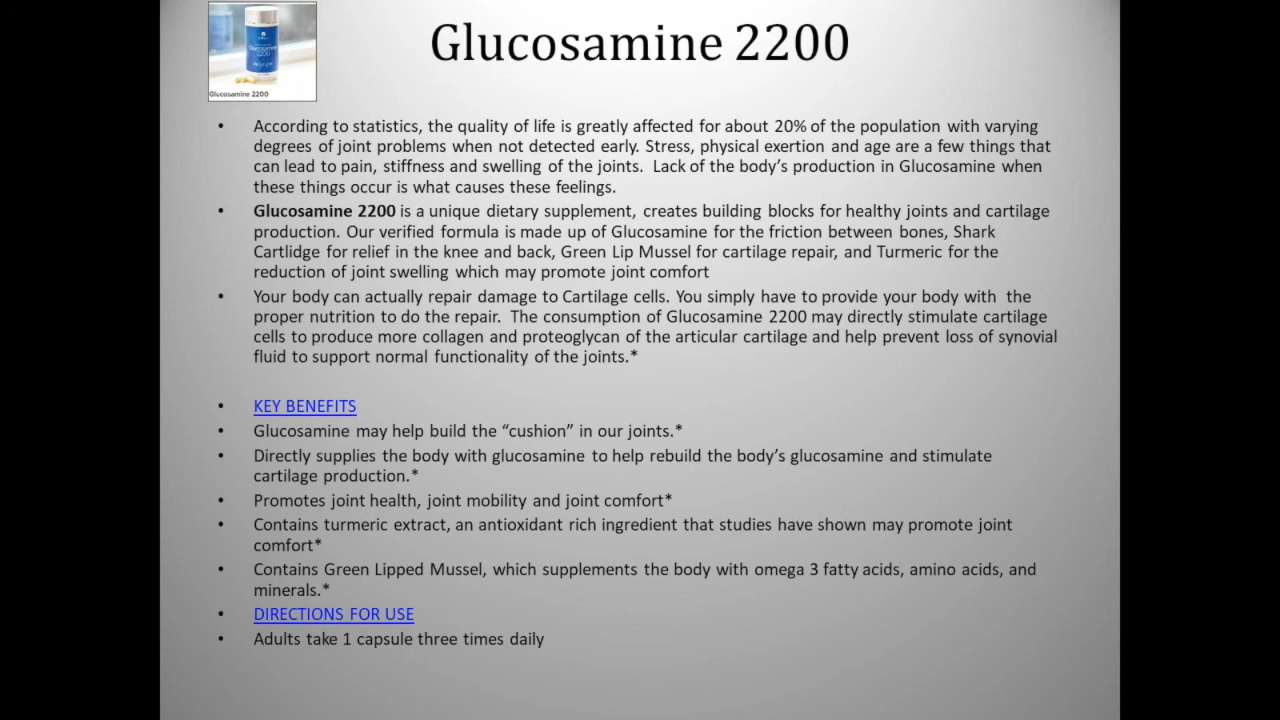 Glucosamine 2200
Glucosamine
2200
Glucosamine 2200
• According to statistics, the quality of life is greatly affected for about 20% of the population with varying
degrees of joint problems when not detected early. Stress, physical exertion and age are a few things that
can lead to pain, stiffness and swelling of the joints.  Lack of the body's production in Glucosamine when
these things occur is what causes these feelings.
• Glucosamine 2200 is a unique dietary supplement, creates building blocks for healthy joints and cartilage
production. Our verified formula is made up of Glucosamine for the friction between bones, Shark
Cartlidge for relief in the knee and back, Green Lip Mussel for cartilage repair, and Turmeric for the
reduction of joint swelling which may promote joint comfort
• Your body can actually repair damage to Cartilage cells. You simply have to provide your body with  the
proper nutrition to do the repair.  The consumption of Glucosamine 2200 may directly stimulate cartilage
cells to produce more collagen and proteoglycan of the articular cartilage and help prevent loss of synovial
fluid to support normal functionality of the joints.*
• KEY BENEFITS
• Glucosamine may help build the “cushion” in our joints.*
• Directly supplies the body with glucosamine to help rebuild the body's glucosamine and stimulate
cartilage production.*
• Promotes joint health, joint mobility and joint comfort*
• Contains turmeric extract, an antioxidant rich ingredient that studies have shown may promote joint
comfort*
• Contains Green Lipped Mussel, which supplements the body with omega 3 fatty acids, amino acids, and
minerals.*
• DIRECTIONS FOR USE
• Adults take 1 capsule three times daily